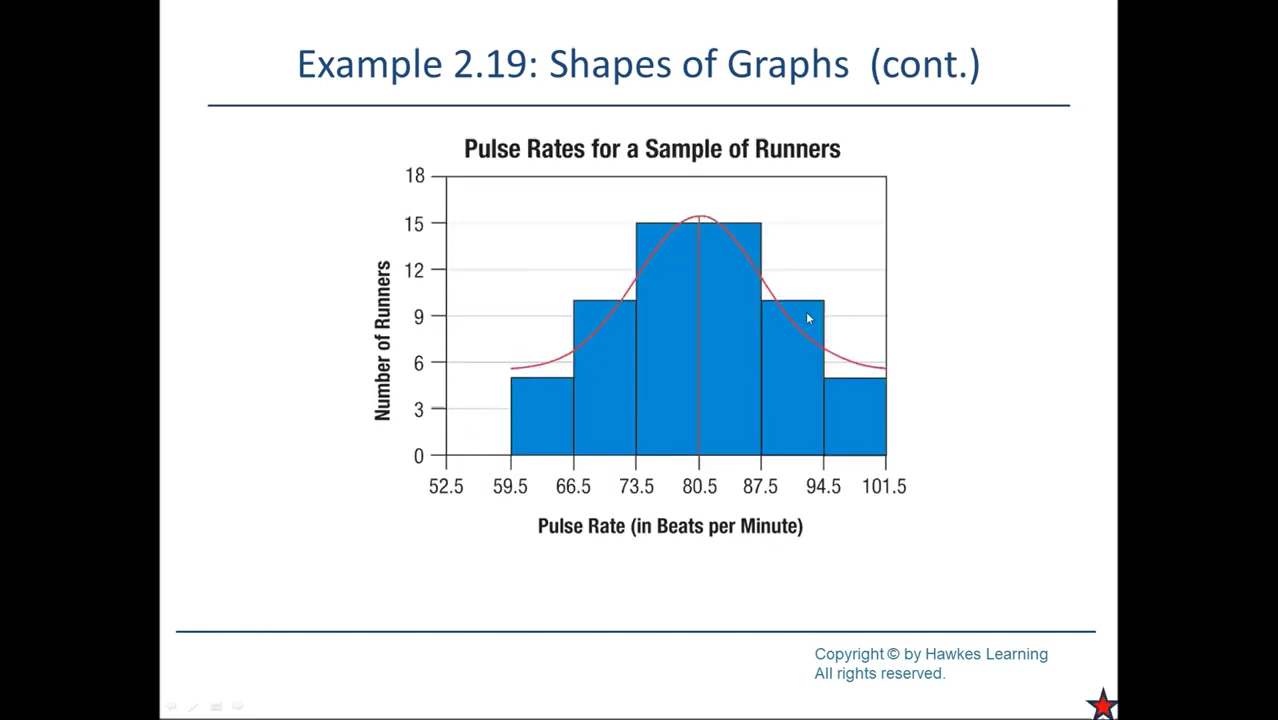 Example 2.19: Shapes of Graphs (cont.)
Pulse Rates for a Sample of Runners
18
15
12
9
6
3
0
Number of Runners
52.5 59.5 66.5 73.5 80.5 87.5 94.5 101.5
Pulse Rate (in Beats per Minute)
Copyright © by Hawkes Learning
All rights reserved.